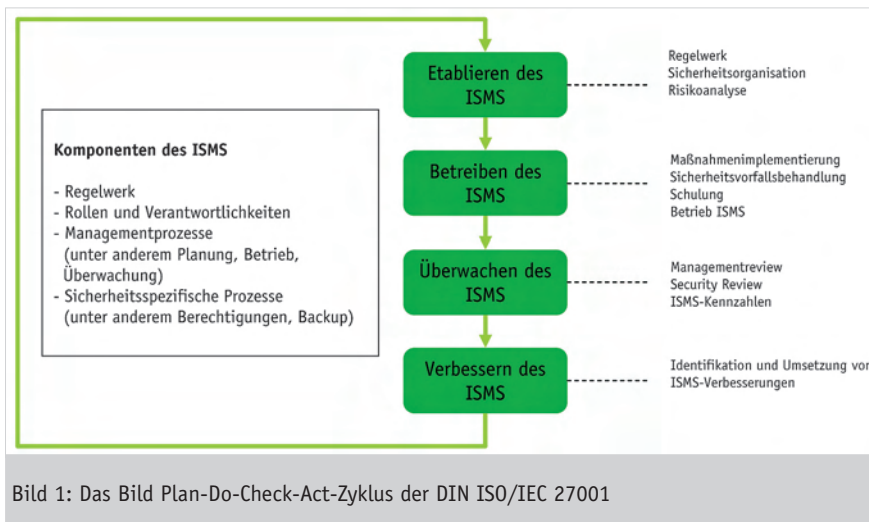 Etablieren des
ISMS
Regelwerk
Sicherheitsorganisation
Risikoanalyse
Komponenten des ISMS
- Regelwerk
- Rollen und Verantwortlichkeiten
- Managementprozesse
(unter anderem Planung, Betrieb,
Überwachung)
- Sicherheitsspezifische Prozesse
(unter anderem Berechtigungen, Backup)
Betreiben des
ISMS
Maßnahmenimplementierung
Sicherheitsvorfallsbehandlung
Schulung
Betrieb ISMS
Überwachen des
ISMS
Managementreview
Security Review
ISMS-Kennzahlen
Verbessern des
ISMS
Identifikation und Umsetzung vor
ISMS-Verbesserungen
Bild 1: Das Bild Plan-Do-Check-Act-Zyklus der DIN ISO/IEC 27001